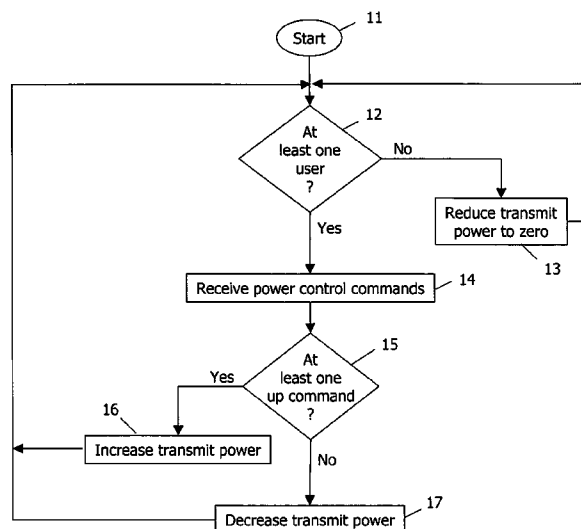 11
Start
12
At
least one
user
?
No
Yes
Reduce transmit
power to zero
13
Receive power control commands
14
15
At
least one
up command
?
Yes
16
Increase transmit power
No
17
Decrease transmit power